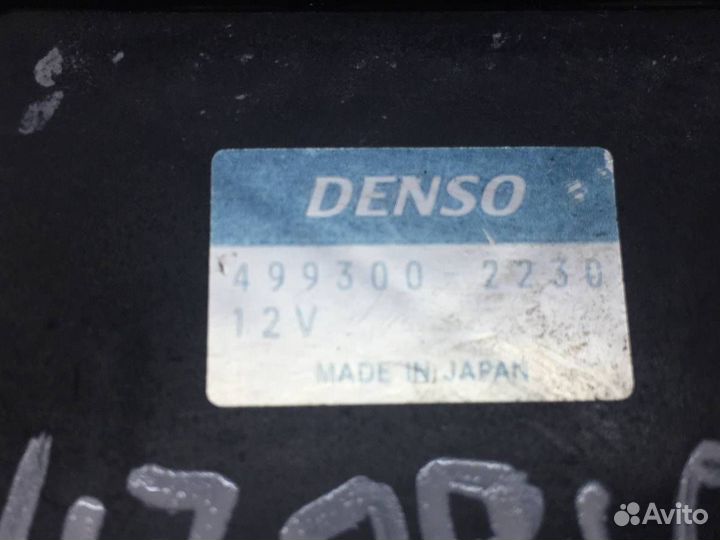 DENSO
499300-2230
12V
MADE IN JAPAN
Avito